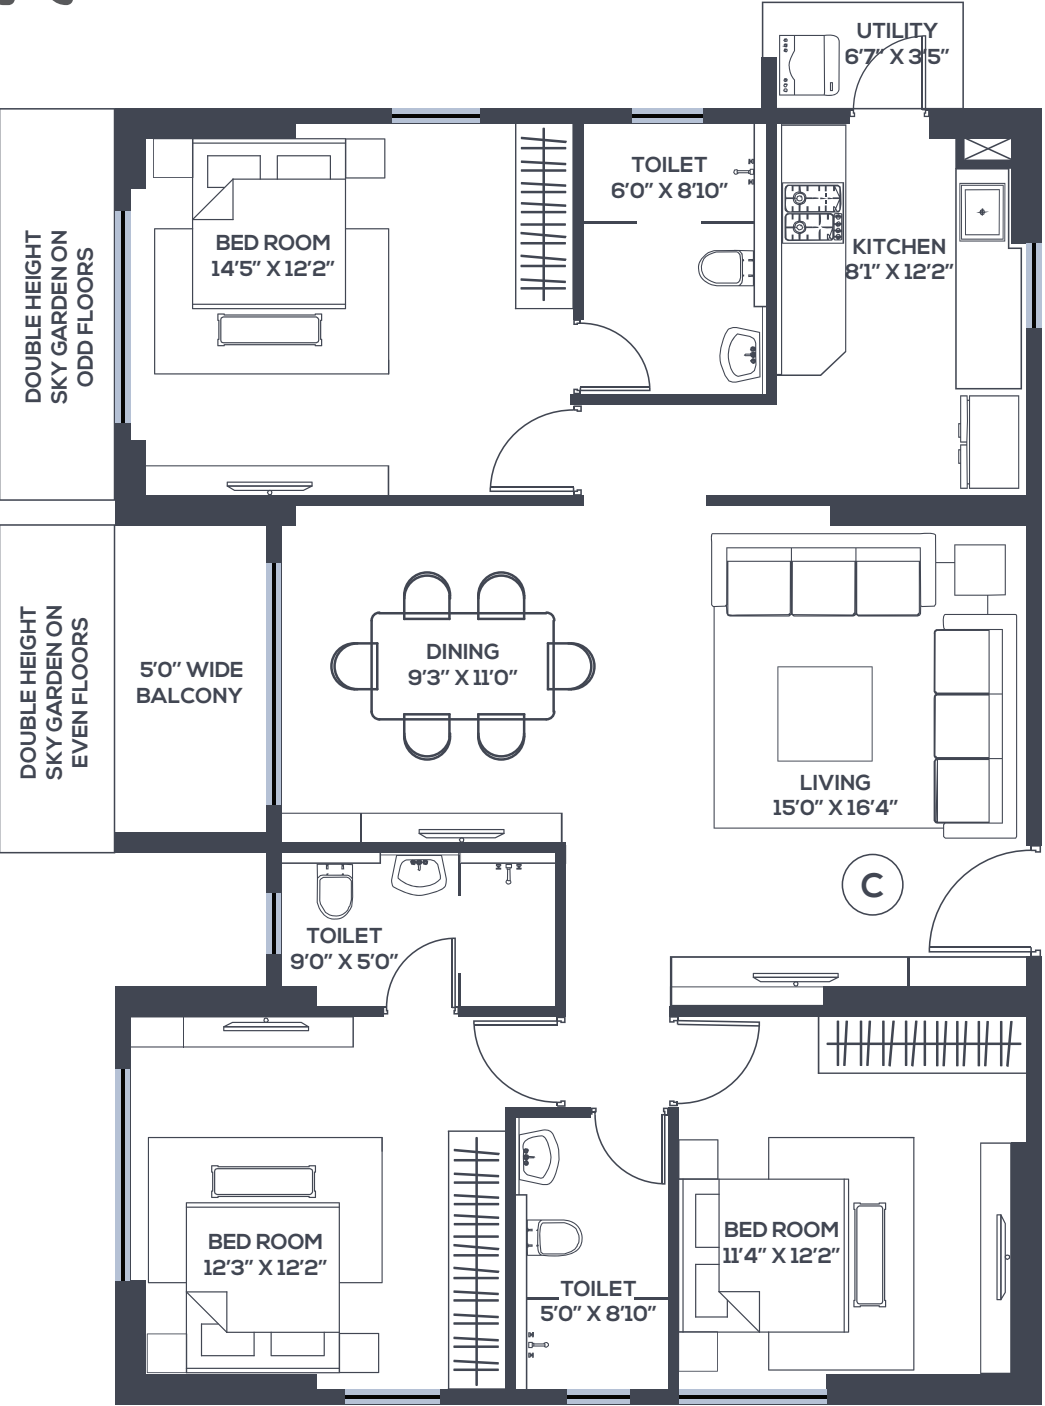 UTILITY
6'7" X 3'5"
TOILET
6'0" X 8'10"
BED ROOM
14'5" X 12'2"
KITCHEN
8'1" X 12'2"
DOUBLE HEIGHT
SKY GARDEN ON
ODD FLOORS
DOUBLE HEIGHT
SKY GARDEN ON
EVEN FLOORS
5'0" WIDE
BALCONY
DINING
9'3" X 11'0"
LIVING
15'0" X 16'4"
C
TOILET
9'0" X 5'0"
BED ROOM
12'3" X 12'2"
TOILET
5'0" X 8'10"
BED ROOM
11'4" X 12'2"